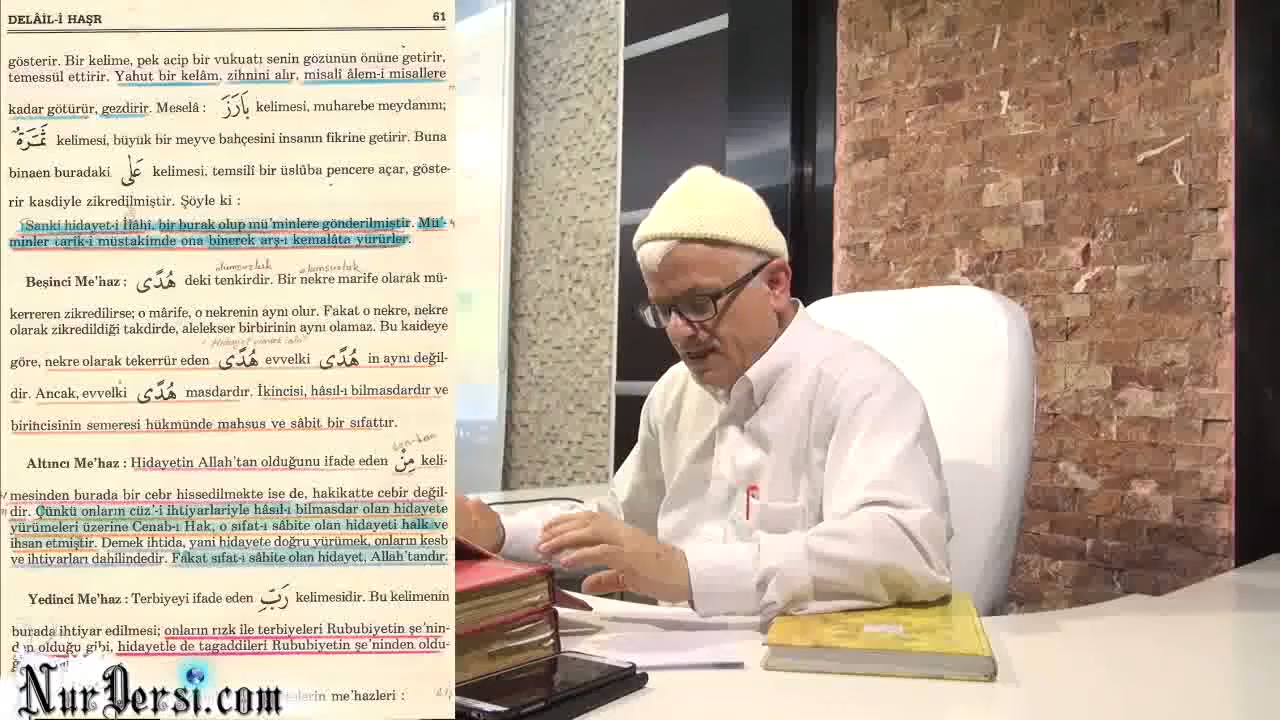 DELÂİL-İ HAŞR 61
gösterir. Bir kelime, pek acip bir vukuatı senin gözünün önüne getirir,
temessül ettirir. Yahut bir kelâm, zihnini alır, misali âlem-i misallere
kadar götürür, gezdirir. Meselâ : بَارَزَ kelimesi, muharebe meydanını;
ثَمَرَةٌ kelimesi, büyük bir meyve bahçesini insanın fikrine getirir. Buna
binaen buradaki عَلٰى kelimesi, temsilî bir üslûba pencere açar, göste-
rir kasdiyle zikredilmiştir. Şöyle ki :
Sanki hidayet-i İlâhî, bir burak olup mü'minlere gönderilmiştir. Mü'-
minler tarîk-i müstakimde ona binerek arş-ı kemalâta yürürler.
Beşinci Me'haz : هُدًى deki tenkirdir. Bir nekre marife olarak mü-
kerreren zikredilirse; o mârife, o nekrenin aynı olur. Fakat o nekre, nekre
olarak zikredildiği takdirde, alelekser birbirinin aynı olamaz. Bu kaideye
göre, nekre olarak tekerrür eden هُدًى evvelki هُدًى in aynı değil-
dir. Ancak, evvelki هُدًى masdardır. İkincisi, hâsıl-ı bilmasdardır ve
birincisinin semeresi hükmünde mahsus ve sâbit bir sıfattır.
Altıncı Me'haz : Hidayetin Allah'tan olduğunu ifade eden مِنْ keli-
mesinden burada bir cebr hissedilmekte ise de, hakikatte cebir değil-
dir. Çünkü onların cüz'-i ihtiyarlariyle hâsıl-ı bilmasdar olan hidayete
yürümeleri üzerine Cenab-ı Hak, o sıfat-ı sâbite olan hidayeti halk ve
ihsan etmiştir. Demek ihtida, yani hidayete doğru yürümek, onların kesb
ve ihtiyarları dahilindedir. Fakat sıfat-ı sâbite olan hidayet, Allah'tandır.
Yedinci Me'haz : Terbiyeyi ifade eden رَبِّ kelimesidir. Bu kelimenin
burada ihtiyar edilmesi; onların rızk ile terbiyeleri Rububiyetin şe'nin-
den olduğu gibi, hidayetle de tagaddileri Rububiyetin şe'ninden oldu-
me'hazleri :
NurDersi.com